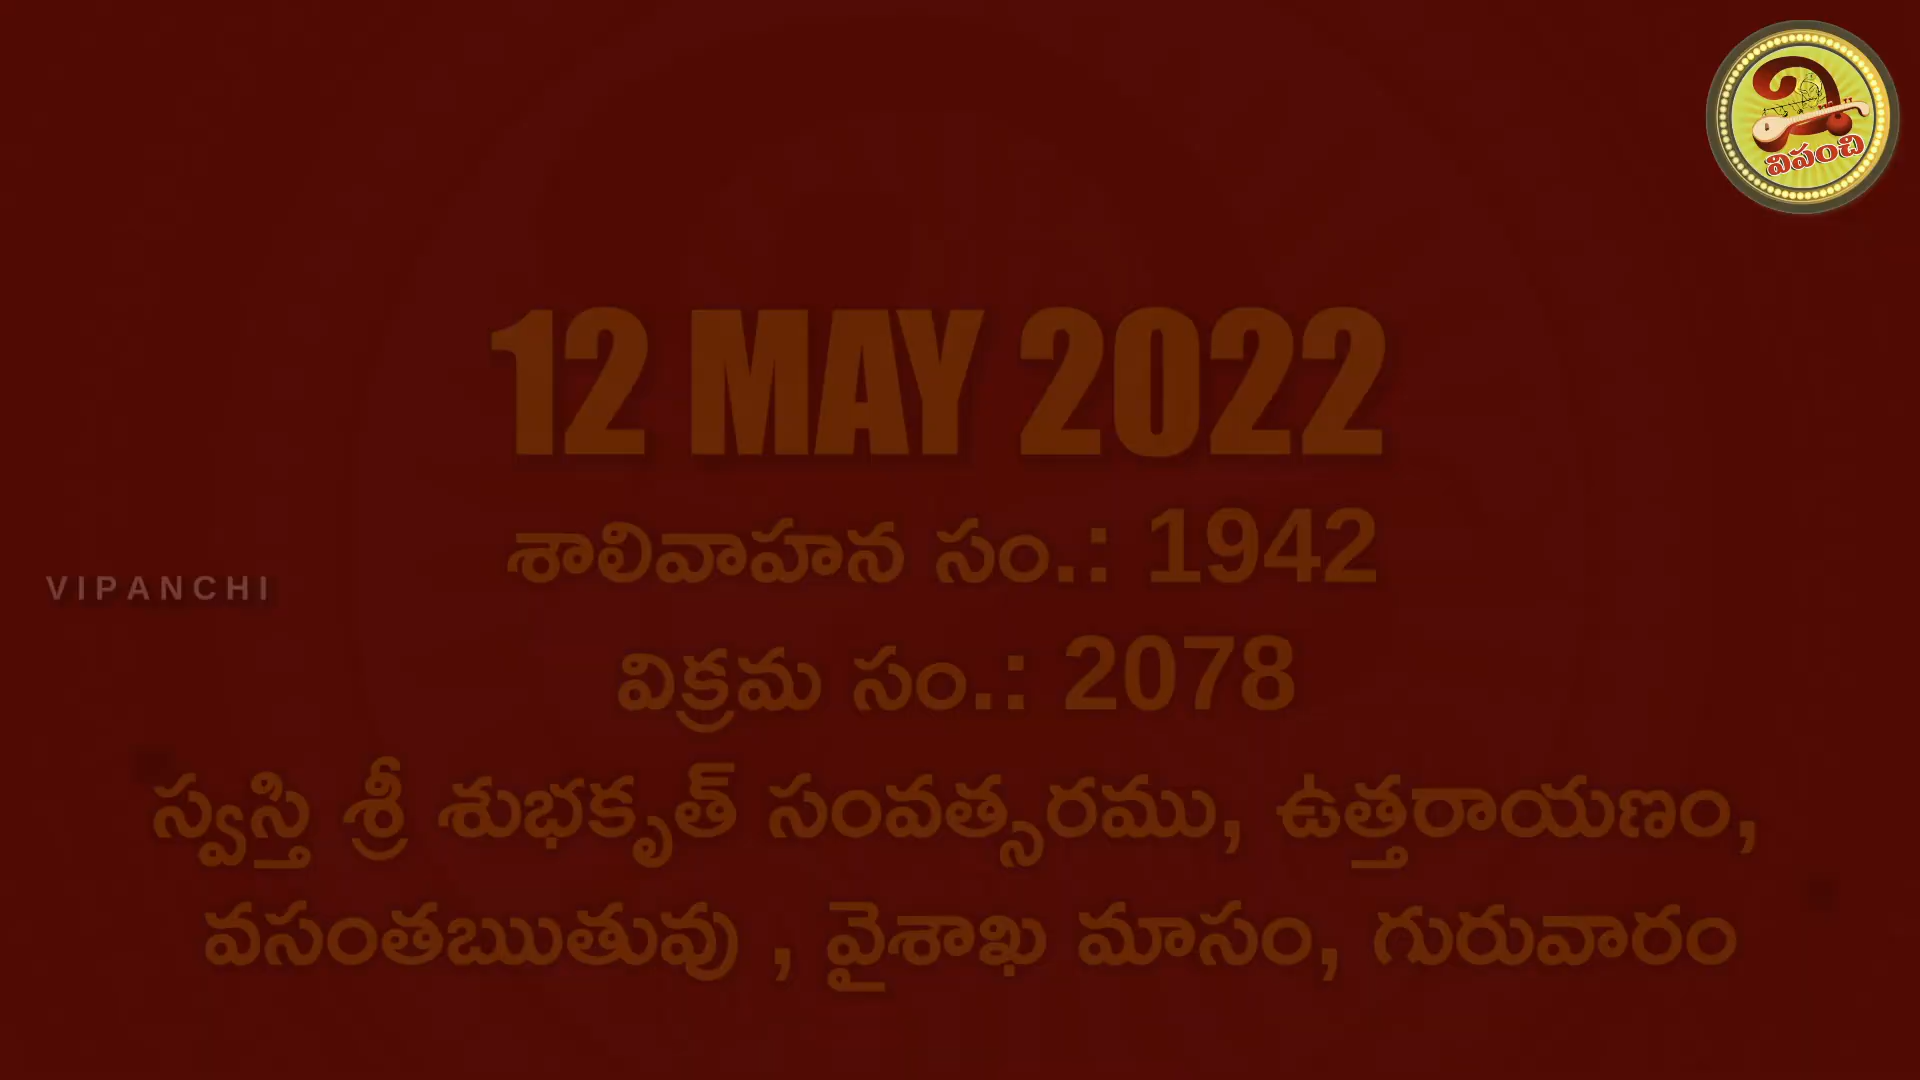 విపంచి
12 MAY 2022
శాలివాహన సం.: 1942
VIPANCHI
విక్రమ సం.: 2078
స్వస్తి శ్రీ శుభకృత్ సంవత్సరము, ఉత్తరాయణం,
వసంతఋతువు , వైశాఖ మాసం, గురువారం